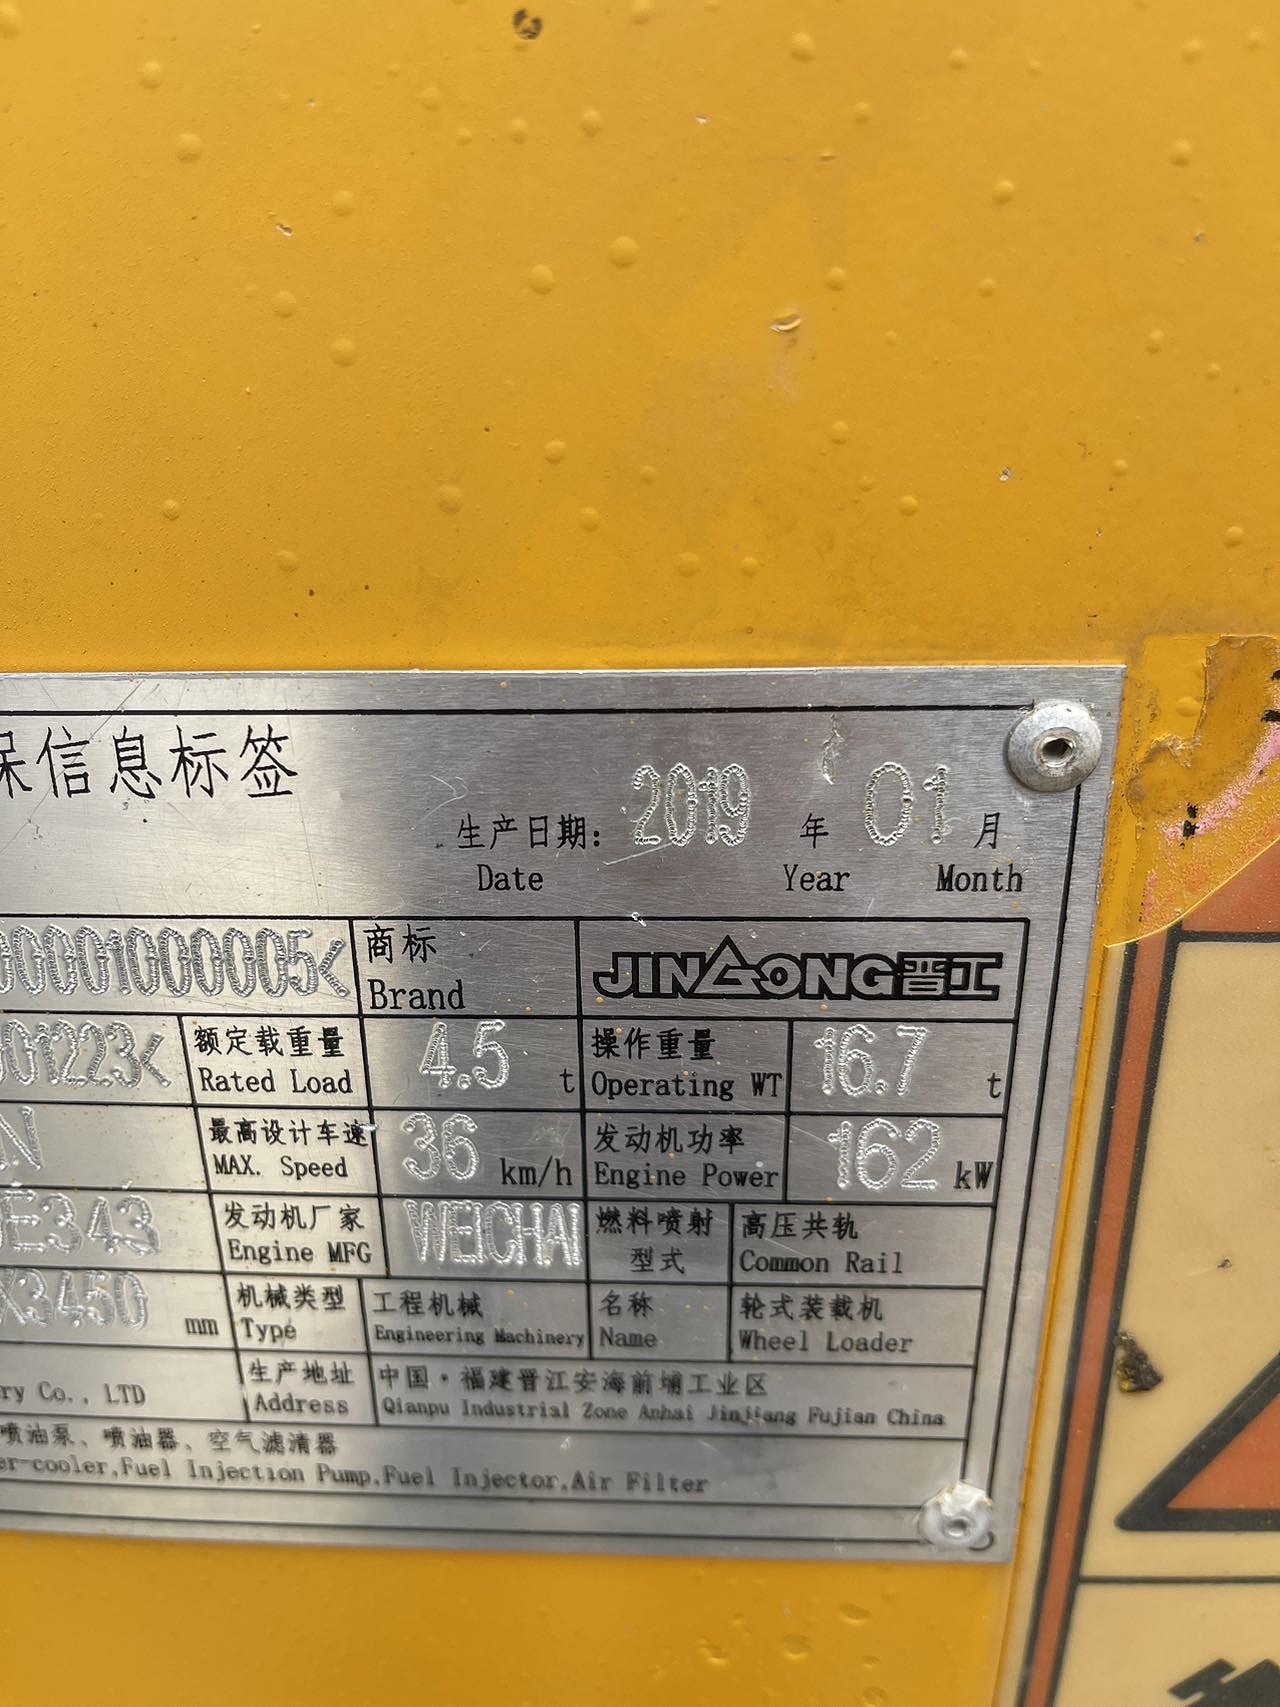 保信息标签
生产日期: 2019 年 01 月
Date Year Month
00001000005< 商标 JINGONG晋工
Brand
01223< 额定载重量 4.5 t 操作重量 16.7 t
Rated Load Operating WT
N 最高设计车速 36 km/h 发动机功率 162 kW
MAX. Speed Engine Power
E343 发动机厂家 WEICHAI 燃料喷射 高压共轨
Engine MFG 型式 Common Rail
X3450 mm 机械类型 工程机械 名称 轮式装载机
Type Engineering Machinery Name Wheel Loader
生产地址 中国·福建晋江安海前埔工业区
ry Co., LTD Address Qianpu Industrial Zone Anhai Jinjiang Fujian China
喷油泵、喷油器、空气滤清器
er-cooler,Fuel Injection Pump,Fuel Injector,Air Filter